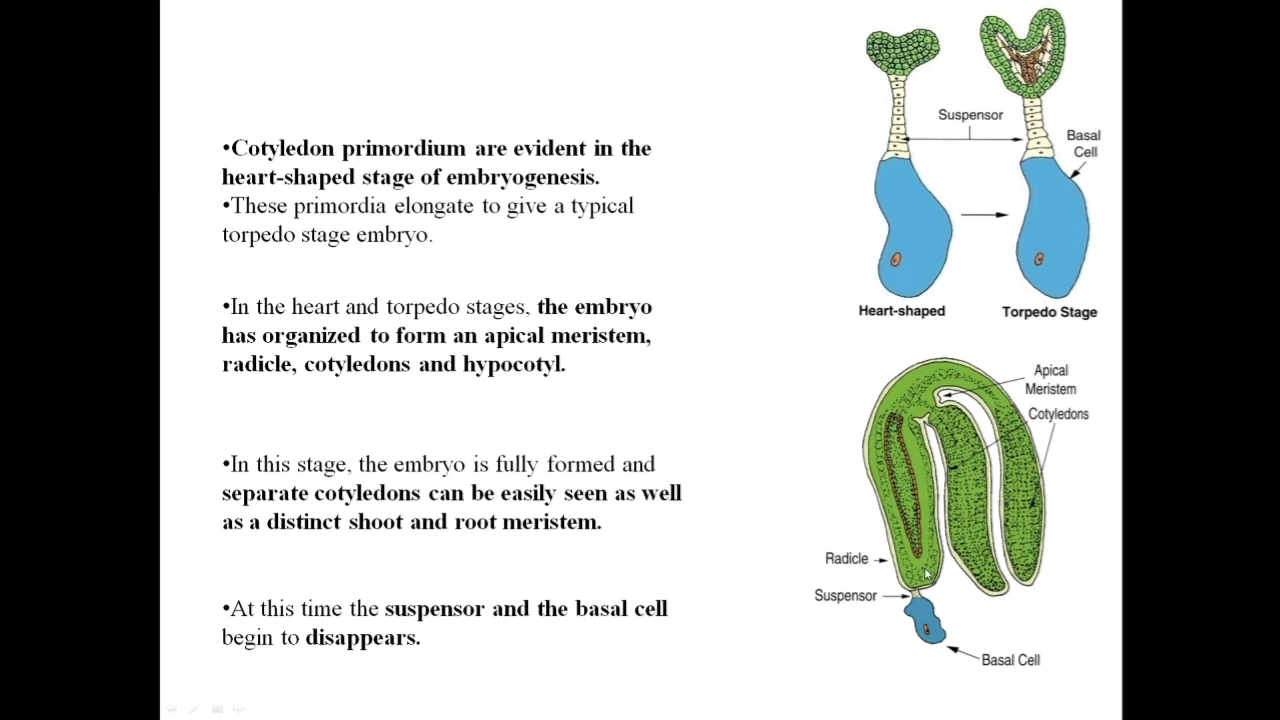 •Cotyledon primordium are evident in the
heart-shaped stage of embryogenesis.
•These primordia elongate to give a typical
torpedo stage embryo.
•In the heart and torpedo stages, the embryo
has organized to form an apical meristem,
radicle, cotyledons and hypocotyl.
•In this stage, the embryo is fully formed and
separate cotyledons can be easily seen as well
as a distinct shoot and root meristem.
•At this time the suspensor and the basal cell
begin to disappears.
Suspensor
Basal
Cell
Heart-shaped
Torpedo Stage
Apical
Meristem
Cotyledons
Radicle
Suspensor
Basal Cell